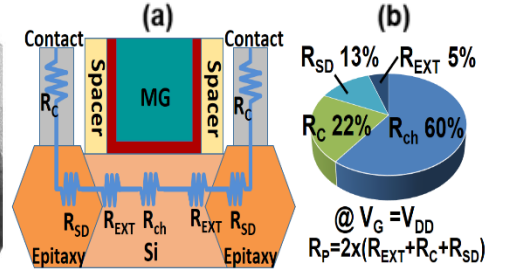 (a)
Contact
Contact
Spacer
MG
Spacer
RC
RC
RSD
REXT
Rch
REXT
RSD
Epitaxy
Si
Epitaxy
(b)
RSD 13%
REXT 5%
RC 22%
Rch 60%
@ VG =VDD
RP=2x(REXT+RC+RSD)